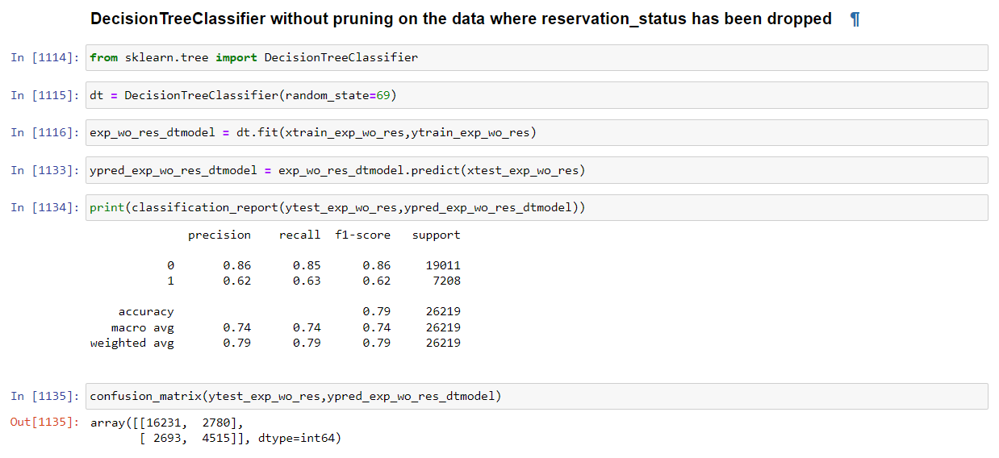 DecisionTreeClassifier without pruning on the data where reservation_status has been dropped ¶
In [1114]: from sklearn.tree import DecisionTreeClassifier
In [1115]: dt = DecisionTreeClassifier(random_state=69)
In [1116]: exp_wo_res_dtmodel = dt.fit(xtrain_exp_wo_res,ytrain_exp_wo_res)
In [1133]: ypred_exp_wo_res_dtmodel = exp_wo_res_dtmodel.predict(xtest_exp_wo_res)
In [1134]: print(classification_report(ytest_exp_wo_res,ypred_exp_wo_res_dtmodel))
precision recall f1-score support
0 0.86 0.85 0.86 19011
1 0.62 0.63 0.62 7208
accuracy 0.79 26219
macro avg 0.74 0.74 0.74 26219
weighted avg 0.79 0.79 0.79 26219
In [1135]: confusion_matrix(ytest_exp_wo_res,ypred_exp_wo_res_dtmodel)
Out[1135]: array([[16231, 2780],
[ 2693, 4515]], dtype=int64)